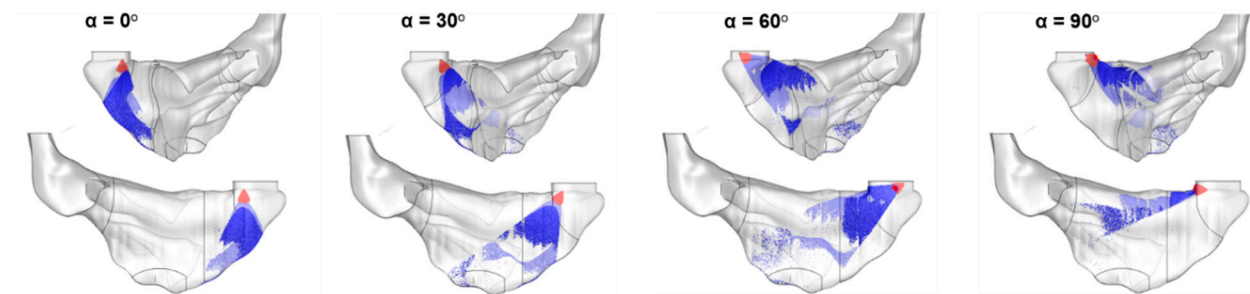 α = 0°
α = 30°
α = 60°
α = 90°